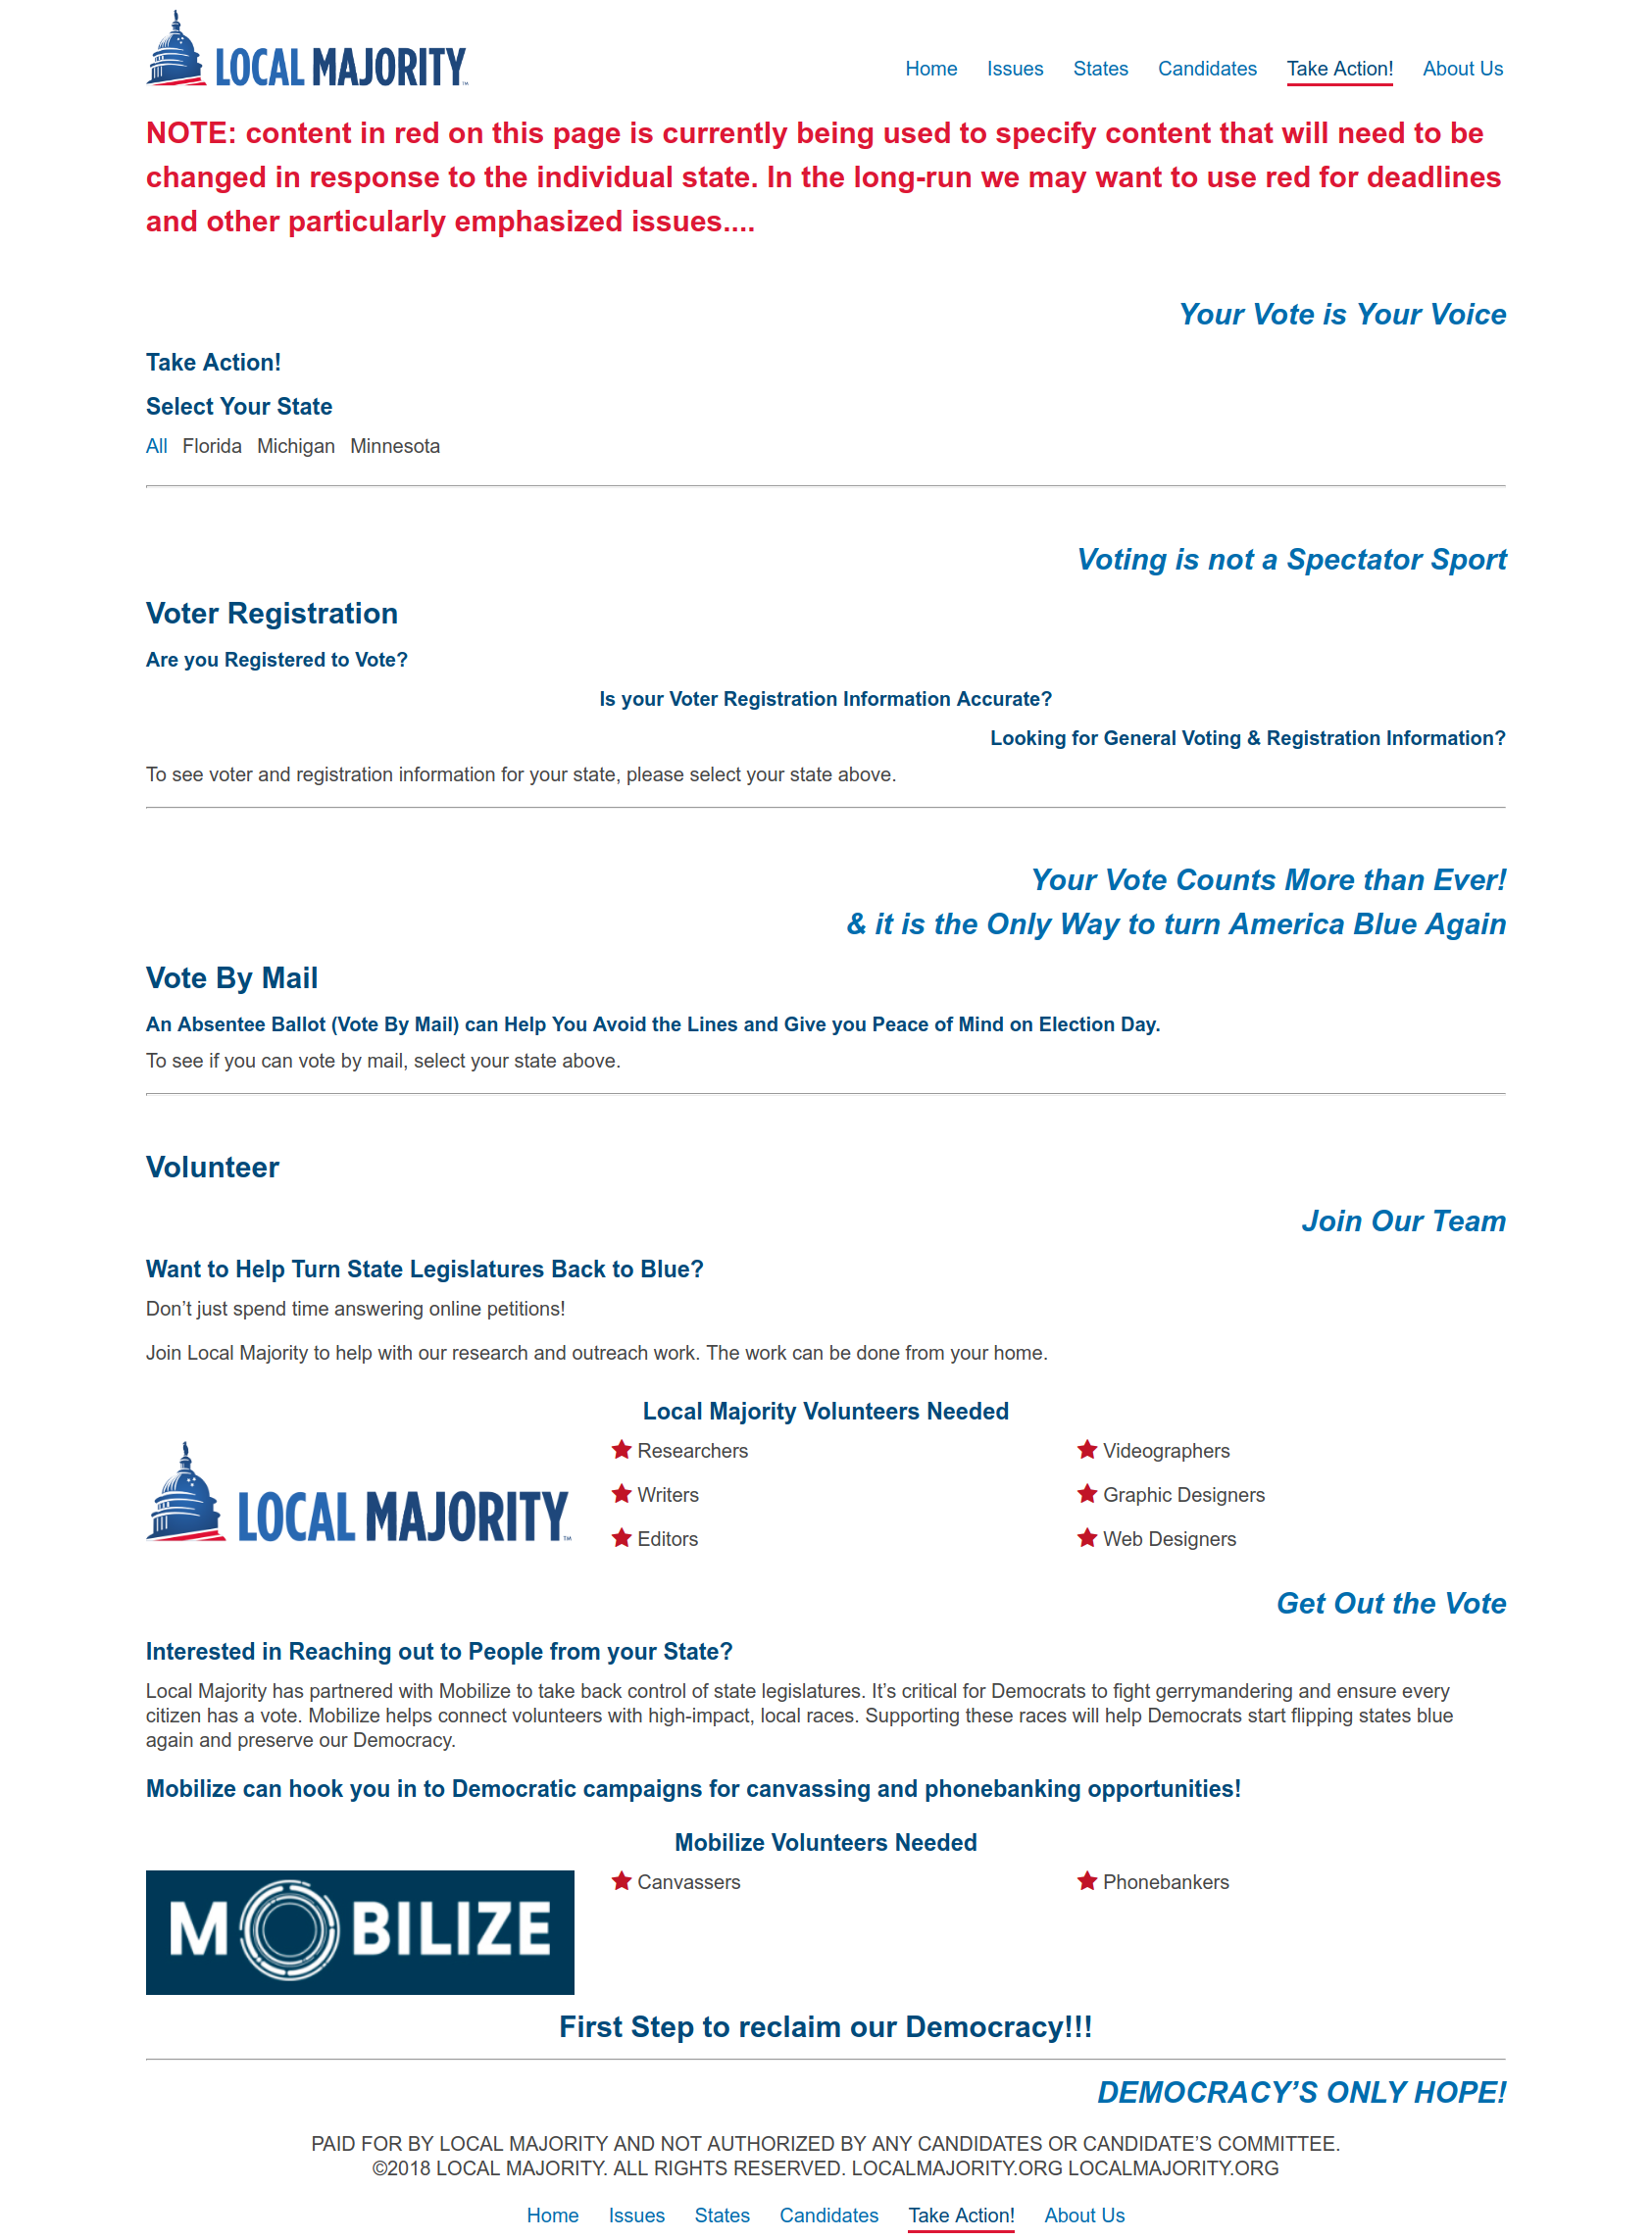 LOCAL MAJORITY™
Home Issues States Candidates Take Action! About Us
NOTE: content in red on this page is currently being used to specify content that will need to be
changed in response to the individual state. In the long-run we may want to use red for deadlines
and other particularly emphasized issues....
Your Vote is Your Voice
Take Action!
Select Your State
All Florida Michigan Minnesota
Voting is not a Spectator Sport
Voter Registration
Are you Registered to Vote?
Is your Voter Registration Information Accurate?
Looking for General Voting & Registration Information?
To see voter and registration information for your state, please select your state above.
Your Vote Counts More than Ever!
& it is the Only Way to turn America Blue Again
Vote By Mail
An Absentee Ballot (Vote By Mail) can Help You Avoid the Lines and Give you Peace of Mind on Election Day.
To see if you can vote by mail, select your state above.
Volunteer
Join Our Team
Want to Help Turn State Legislatures Back to Blue?
Don’t just spend time answering online petitions!
Join Local Majority to help with our research and outreach work. The work can be done from your home.
Local Majority Volunteers Needed
LOCAL MAJORITY™
Researchers
Writers
Editors
Videographers
Graphic Designers
Web Designers
Get Out the Vote
Interested in Reaching out to People from your State?
Local Majority has partnered with Mobilize to take back control of state legislatures. It’s critical for Democrats to fight gerrymandering and ensure every
citizen has a vote. Mobilize helps connect volunteers with high-impact, local races. Supporting these races will help Democrats start flipping states blue
again and preserve our Democracy.
Mobilize can hook you in to Democratic campaigns for canvassing and phonebanking opportunities!
Mobilize Volunteers Needed
MOBILIZE
Canvassers
Phonebankers
First Step to reclaim our Democracy!!!
DEMOCRACY’S ONLY HOPE!
PAID FOR BY LOCAL MAJORITY AND NOT AUTHORIZED BY ANY CANDIDATES OR CANDIDATE’S COMMITTEE.
©2018 LOCAL MAJORITY. ALL RIGHTS RESERVED. LOCALMAJORITY.ORG LOCALMAJORITY.ORG
Home Issues States Candidates Take Action! About Us